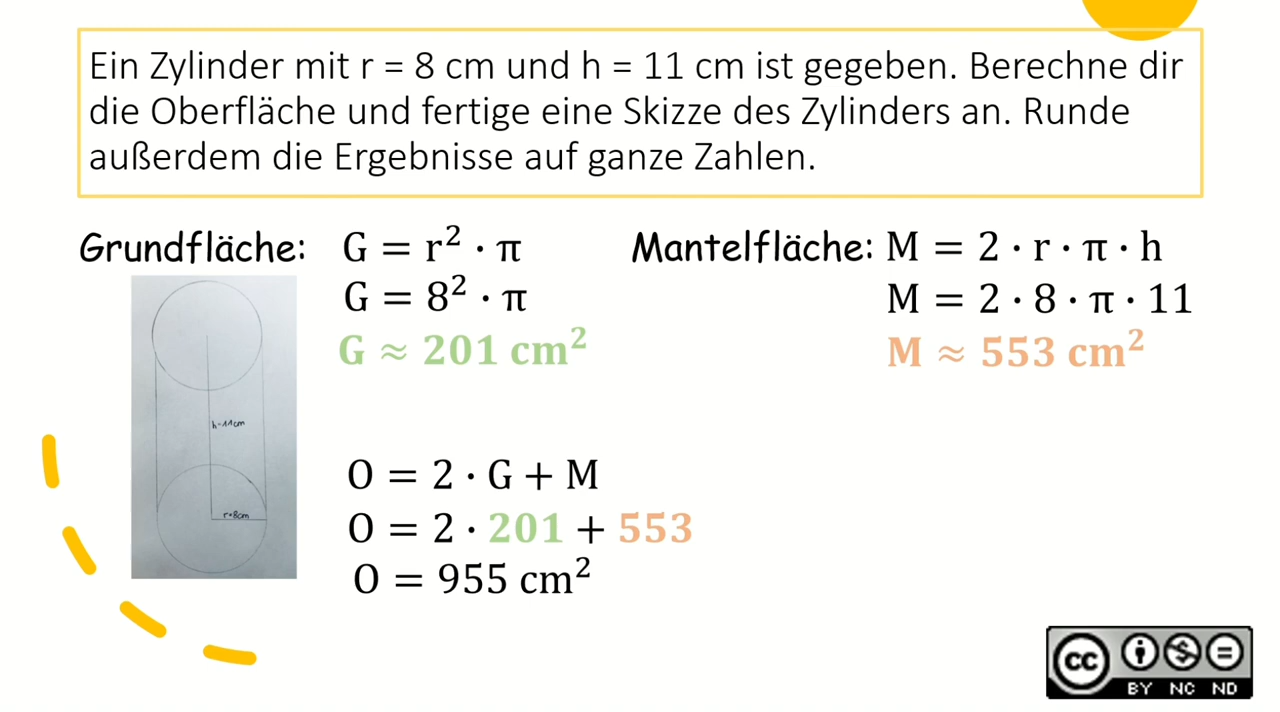 Ein Zylinder mit r = 8 cm und h = 11 cm ist gegeben. Berechne dir
die Oberfläche und fertige eine Skizze des Zylinders an. Runde
außerdem die Ergebnisse auf ganze Zahlen.
Grundfläche: G = r² · π
G = 8² · π
G ≈ 201 cm²
Mantelfläche: M = 2 · r · π · h
M = 2 · 8 · π · 11
M ≈ 553 cm²
h=11cm
r=8cm
O = 2 · G + M
O = 2 · 201 + 553
O = 955 cm²
cc
BY NC ND